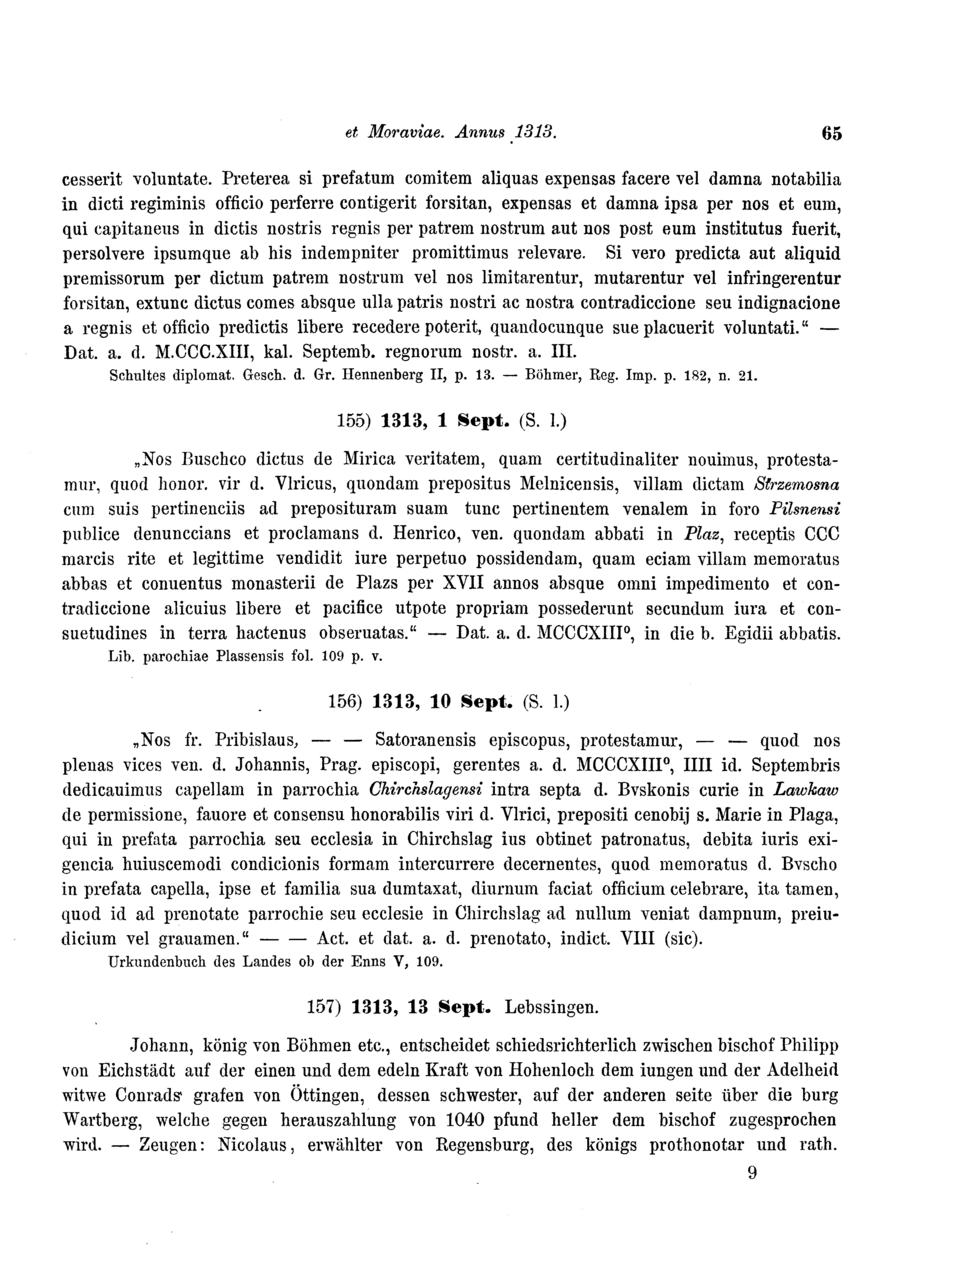 et Moraviae. Annus 1313. 65
cesserit voluntate. Preterea si prefatum comitem aliquas expensas facere vel damna notabilia
in dicti regiminis officio perferre contigerit forsitan, expensas et damna ipsa per nos et eum,
qui capitaneus in dictis nostris regnis per patrem nostrum aut nos post eum institutus fuerit,
persolvere ipsumque ab his indempniter promittimus relevare. Si vero predicta aut aliquid
premissorum per dictum patrem nostrum vel nos limitarentur, mutarentur vel infringerentur
forsitan, extunc dictus comes absque ulla patris nostri ac nostra contradiccione seu indignacione
a regnis et officio predictis libere recedere poterit, quandocunque sue placuerit voluntati.“ —
Dat. a. d. M.CCC.XIII, kal. Septemb. regnorum nostr. a. III.
Schultes diplomat. Gesch. d. Gr. Hennenberg II, p. 13. — Böhmer, Reg. Imp. p. 182, n. 21.
155) 1313, 1 Sept. (S. l.)
„Nos Buschco dictus de Mirica veritatem, quam certitudinaliter nouimus, protesta-
mur, quod honor. vir d. Vlricus, quondam prepositus Melnicensis, villam dictam Strzemosna
cum suis pertinenciis ad preposituram suam tunc pertinentem venalem in foro Pilsnensi
publice denunccians et proclamans d. Henrico, ven. quondam abbati in Plaz, receptis CCC
marcis rite et legittime vendidit iure perpetuo possidendam, quam eciam villam memoratus
abbas et conuentus monasterii de Plazs per XVII annos absque omni impedimento et con-
tradiccione alicuius libere et pacifice utpote propriam possederunt secundum iura et con-
suetudines in terra hactenus obseruatas.“ — Dat. a. d. MCCCXIII⁰, in die b. Egidii abbatis.
Lib. parochiae Plassensis fol. 109 p. v.
156) 1313, 10 Sept. (S. l.)
„Nos fr. Pribislaus, — — Satoranensis episcopus, protestamur, — — quod nos
plenas vices ven. d. Johannis, Prag. episcopi, gerentes a. d. MCCCXIII⁰, IIII id. Septembris
dedicauimus capellam in parrochia Chirchslagensi intra septa d. Bvskonis curie in Lawkaw
de permissione, fauore et consensu honorabilis viri d. Vlrici, prepositi cenobij s. Marie in Plaga,
qui in prefata parrochia seu ecclesia in Chirchslag ius obtinet patronatus, debita iuris exi-
gencia huiuscemodi condicionis formam intercurrere decernentes, quod memoratus d. Bvscho
in prefata capella, ipse et familia sua dumtaxat, diurnum faciat officium celebrare, ita tamen,
quod id ad prenotate parrochie seu ecclesie in Chirchslag ad nullum veniat dampnum, preiu-
dicium vel grauamen.“ — — Act. et dat. a. d. prenotato, indict. VIII (sic).
Urkundenbuch des Landes ob der Enns V, 109.
157) 1313, 13 Sept. Lebssingen.
Johann, könig von Böhmen etc., entscheidet schiedsrichterlich zwischen bischof Philipp
von Eichstädt auf der einen und dem edeln Kraft von Hohenloch dem iungen und der Adelheid
witwe Conrads grafen von Öttingen, dessen schwester, auf der anderen seite über die burg
Wartberg, welche gegen herauszahlung von 1040 pfund heller dem bischof zugesprochen
wird. — Zeugen: Nicolaus, erwählter von Regensburg, des königs prothonotar und rath.
9